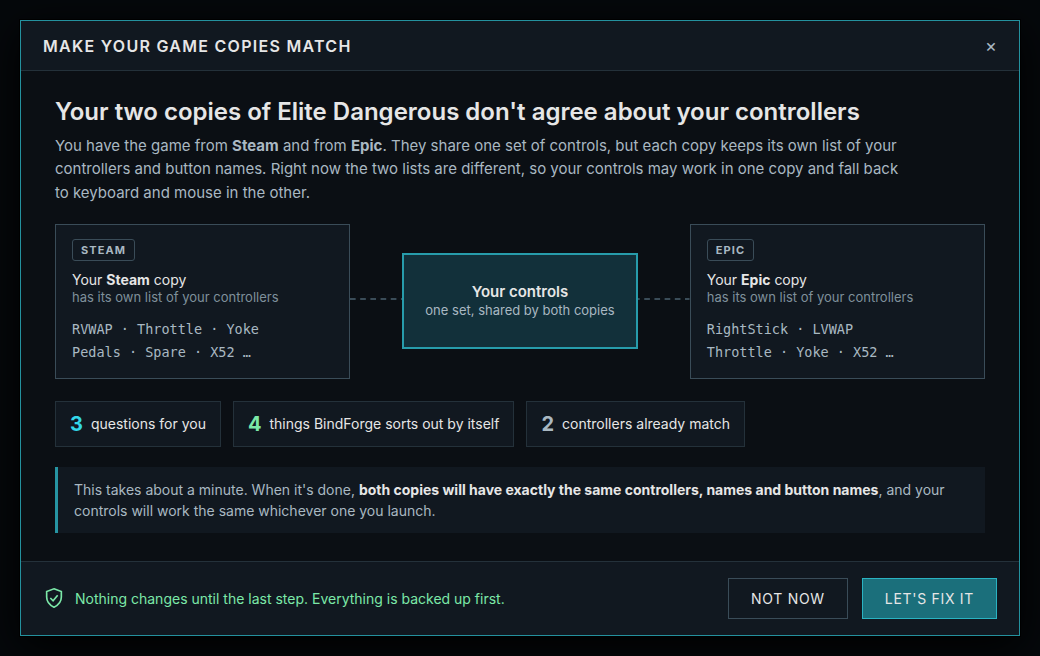 MAKE YOUR GAME COPIES MATCH
×
Your two copies of Elite Dangerous don't agree about your controllers
You have the game from Steam and from Epic. They share one set of controls, but each copy keeps its own list of your
controllers and button names. Right now the two lists are different, so your controls may work in one copy and fall back
to keyboard and mouse in the other.
STEAM
Your Steam copy
has its own list of your controllers
RVWAP · Throttle · Yoke
Pedals · Spare · X52 …
Your controls
one set, shared by both copies
EPIC
Your Epic copy
has its own list of your controllers
RightStick · LVWAP
Throttle · Yoke · X52 …
3 questions for you
4 things BindForge sorts out by itself
2 controllers already match
This takes about a minute. When it's done, both copies will have exactly the same controllers, names and button names, and your
controls will work the same whichever one you launch.
Nothing changes until the last step. Everything is backed up first.
NOT NOW
LET'S FIX IT